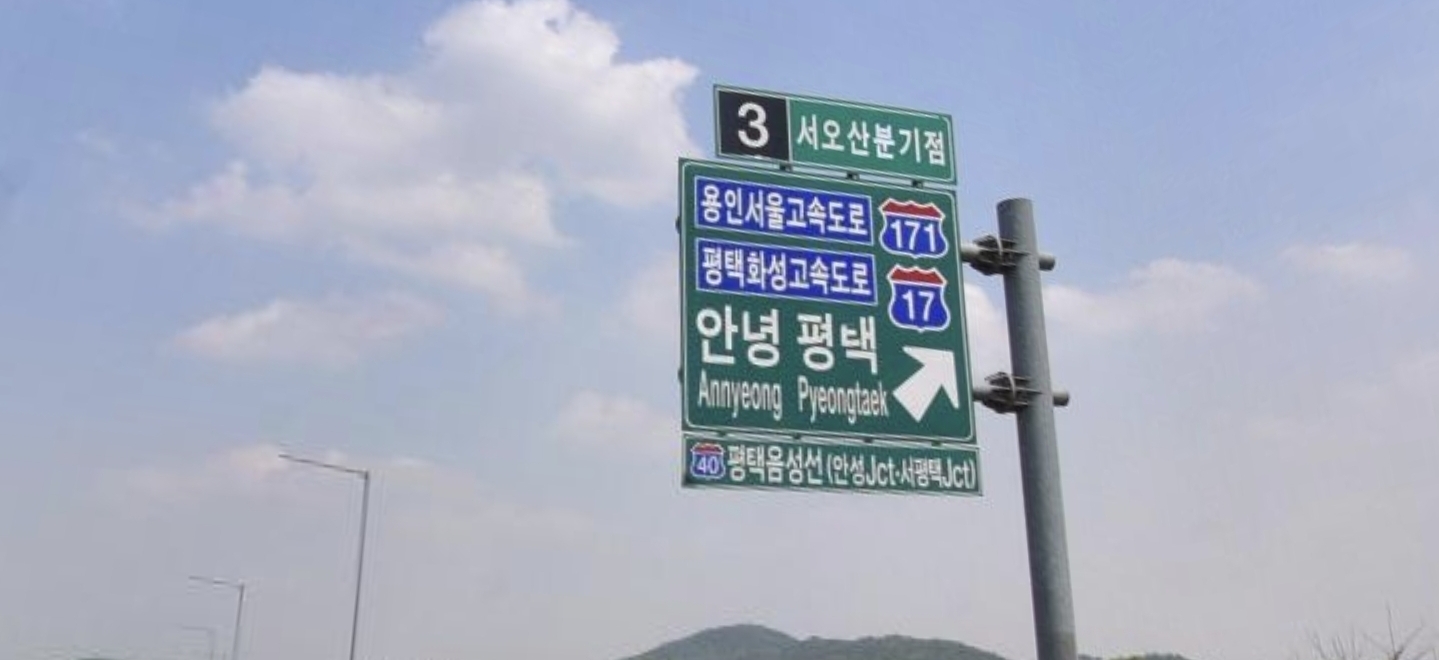 3 서오산분기점
용인서울고속도로 171
평택화성고속도로 17
안녕 평택
Annyeong Pyeongtaek
40 평택음성선(안성Jct·서평택Jct)